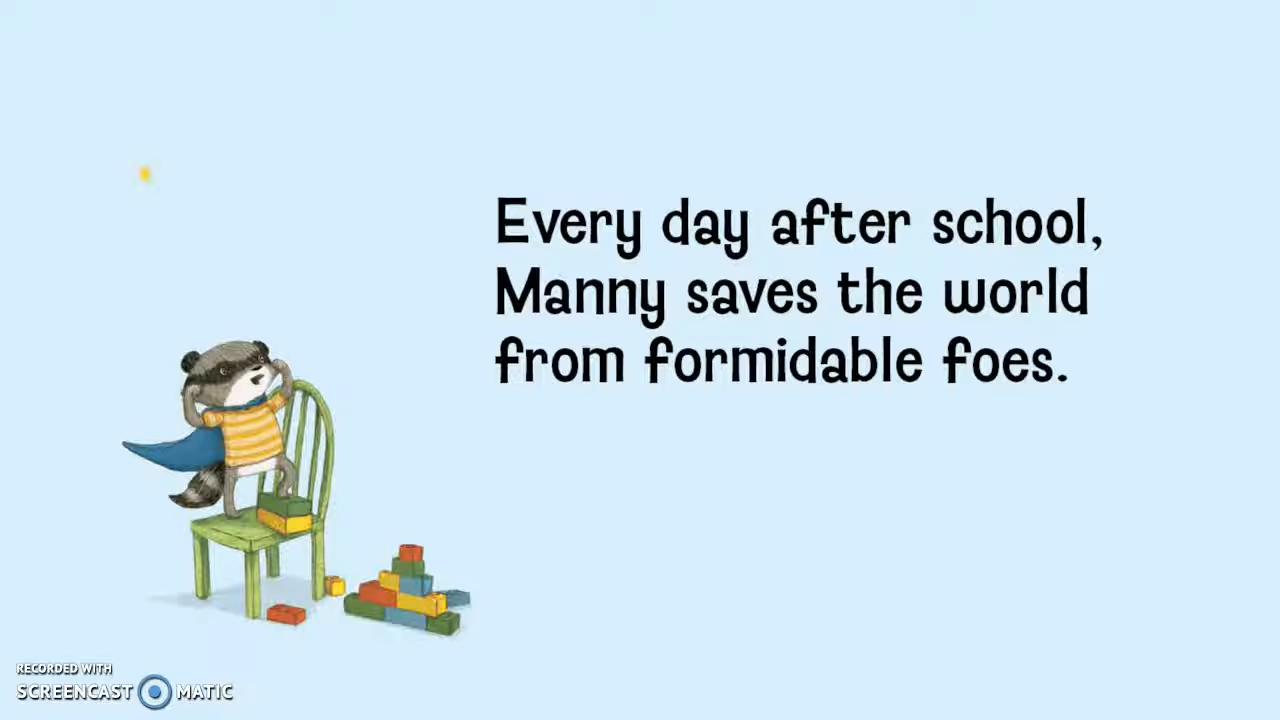 Every day after school,
Manny saves the world
from formidable foes.
RECORDED WITH
SCREENCAST MATIC